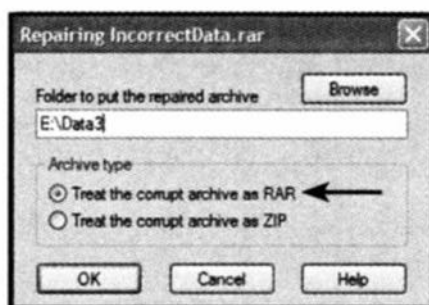 Repairing IncorrectData.rar
Folder to put the repaired archive
Browse
E:\Data3
Archive type
Treat the corrupt archive as RAR
Treat the corrupt archive as ZIP
OK
Cancel
Help